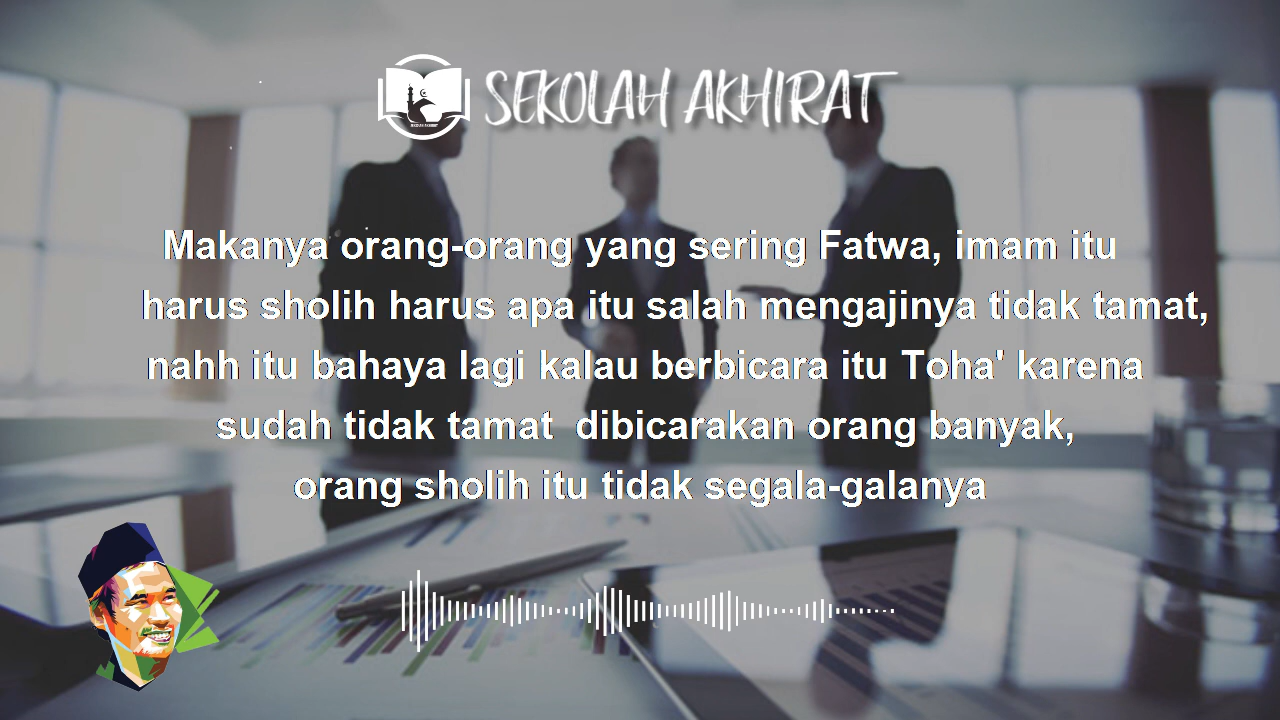 SEKOLAH AKHIRAT
Makanya orang-orang yang sering Fatwa, imam itu
harus sholih harus apa itu salah mengajinya tidak tamat,
nahh itu bahaya lagi kalau berbicara itu Toha' karena
sudah tidak tamat  dibicarakan orang banyak,
orang sholih itu tidak segala-galanya